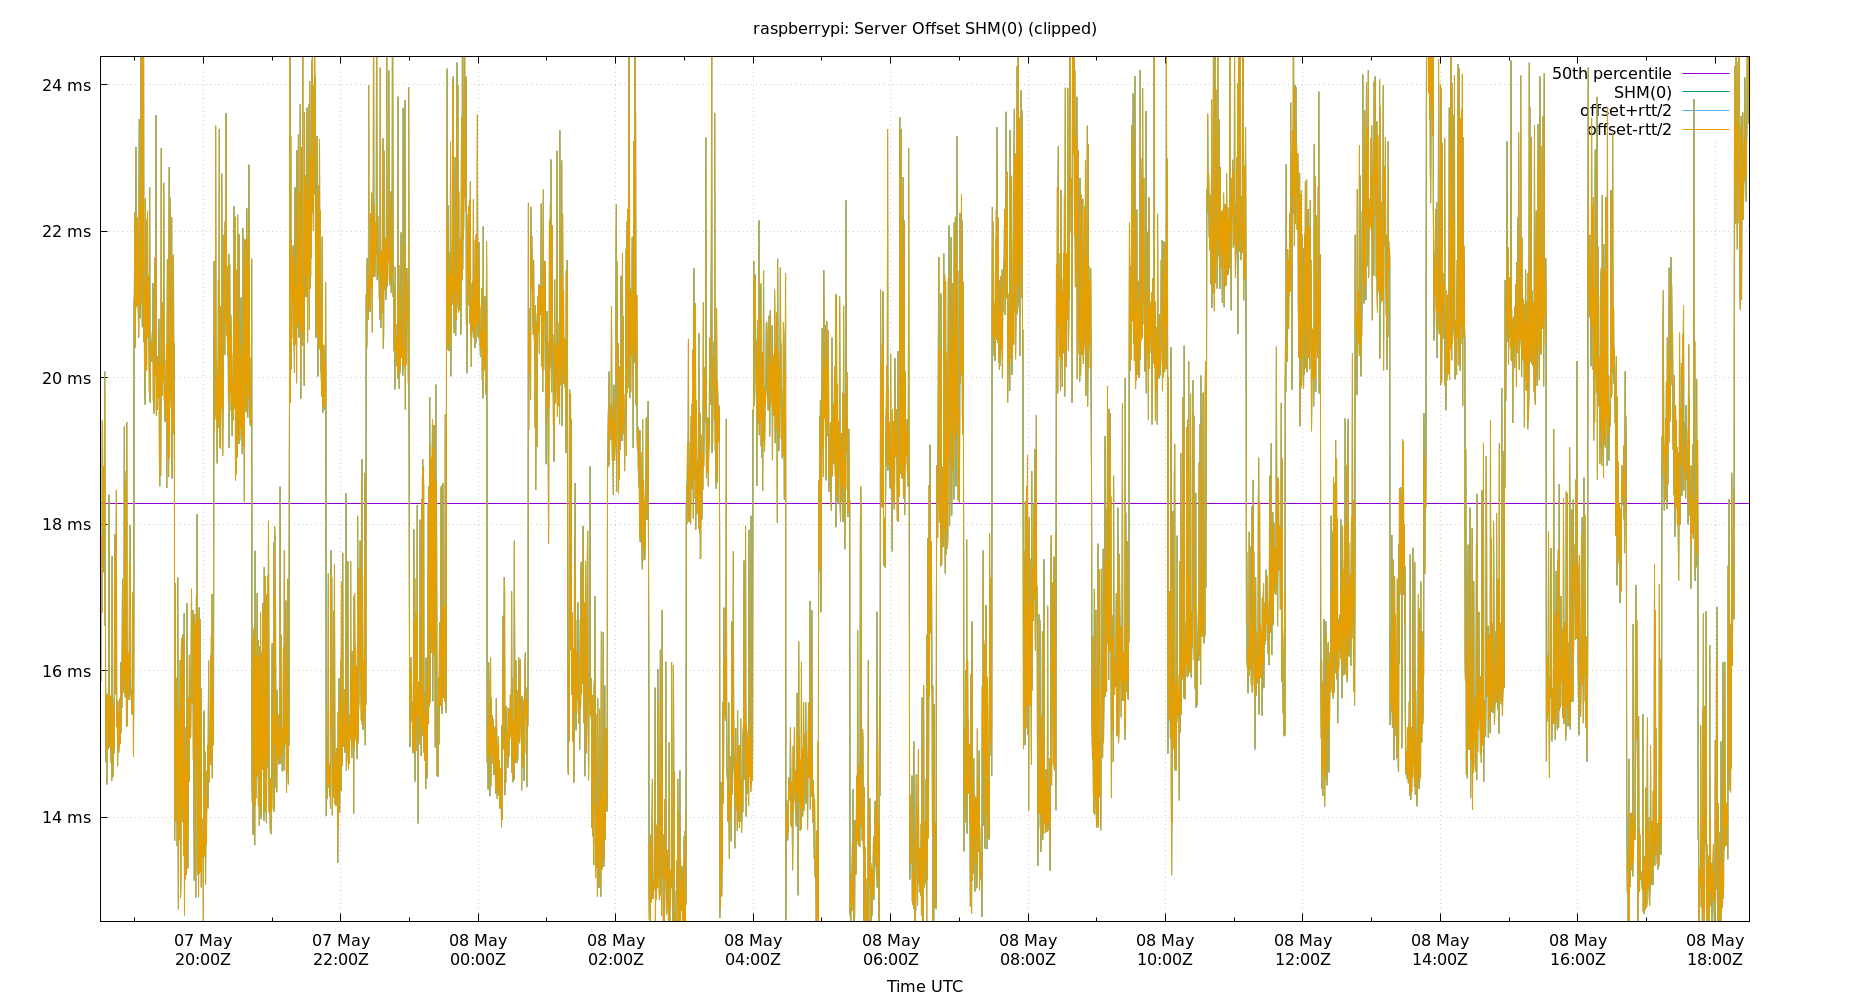 raspberrypi: Server Offset SHM(0) (clipped)
50th percentile
SHM(0)
offset+rtt/2
offset-rtt/2
24 ms
22 ms
20 ms
18 ms
16 ms
14 ms
07 May 07 May 08 May 08 May 08 May 08 May 08 May 08 May 08 May 08 May 08 May 08 May
20:00Z 22:00Z 00:00Z 02:00Z 04:00Z 06:00Z 08:00Z 10:00Z 12:00Z 14:00Z 16:00Z 18:00Z
Time UTC